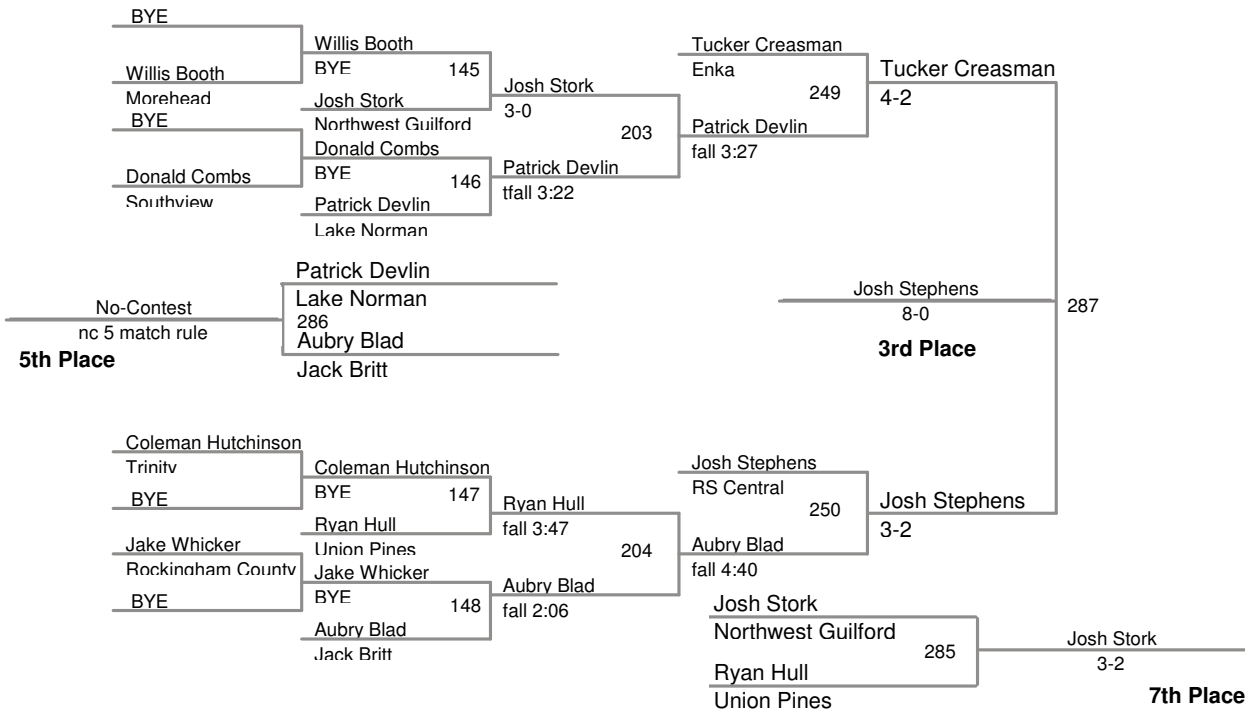 BYE
Willis Booth
Tucker Creasman
Willis Booth
BYE
145
Enka
Tucker Creasman
Josh Stork
249
4-2
Morehead
Josh Stork
3-0
BYE
Northwest Guilford
203
Patrick Devlin
Donald Combs
fall 3:27
Donald Combs
BYE
146
Patrick Devlin
tfall 3:22
Southview
Patrick Devlin
Lake Norman
Patrick Devlin
No-Contest
Lake Norman
Josh Stephens
nc 5 match rule
286
8-0
287
5th Place
Aubry Blad
3rd Place
Jack Britt
Coleman Hutchinson
Trinity
Coleman Hutchinson
Josh Stephens
BYE
BYE
147
RS Central
Ryan Hull
250
Josh Stephens
Ryan Hull
fall 3:47
3-2
Jake Whicker
Union Pines
204
Aubry Blad
Rockingham County
Jake Whicker
fall 4:40
BYE
BYE
148
Aubry Blad
fall 2:06
Josh Stork
Aubry Blad
Northwest Guilford
Jack Britt
285
Josh Stork
Ryan Hull
3-2
Union Pines
7th Place